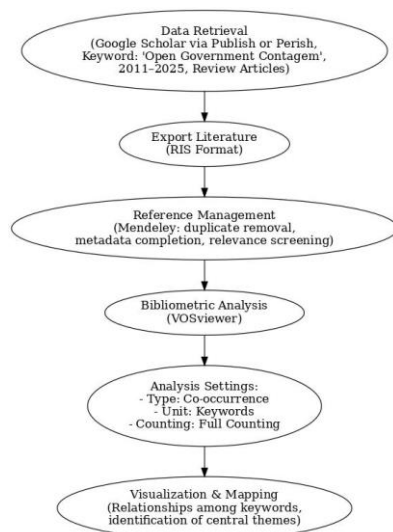 Data Retrieval
(Google Scholar via Publish or Perish,
Keyword: 'Open Government Contagem',
2011–2025, Review Articles)
Export Literature
(RIS Format)
Reference Management
(Mendeley: duplicate removal,
metadata completion, relevance screening)
Bibliometric Analysis
(VOSviewer)
Analysis Settings:
- Type: Co-occurrence
- Unit: Keywords
- Counting: Full Counting
Visualization & Mapping
(Relationships among keywords,
identification of central themes)